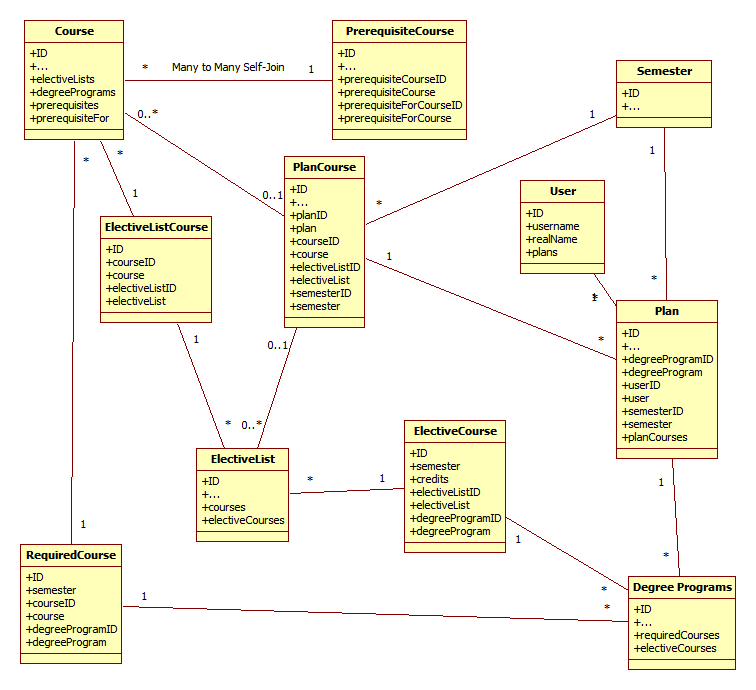 Course
+ID
+...
+electiveLists
+degreePrograms
+prerequisites
+prerequisiteFor
*
Many to Many Self-Join
1
PrerequisiteCourse
+ID
+...
+prerequisiteCourseID
+prerequisiteCourse
+prerequisiteForCourseID
+prerequisiteForCourse
Semester
+ID
+...
0..*
1
*
*
1
1
0..1
PlanCourse
+ID
+...
+planID
+plan
+courseID
+course
+electiveListID
+electiveList
+semesterID
+semester
*
1
User
+ID
+username
+realName
+plans
ElectiveListCourse
+ID
+courseID
+course
+electiveListID
+electiveList
*
*
Plan
+ID
+...
+degreeProgramID
+degreeProgram
+userID
+user
+semesterID
+semester
+planCourses
1
0..1
*
*
0..*
ElectiveList
+ID
+...
+courses
+electiveCourses
*
1
ElectiveCourse
+ID
+semester
+credits
+electiveListID
+electiveList
+degreeProgramID
+degreeProgram
1
1
1
*
*
RequiredCourse
+ID
+semester
+courseID
+course
+degreeProgramID
+degreeProgram
1
*
Degree Programs
+ID
+...
+requiredCourses
+electiveCourses